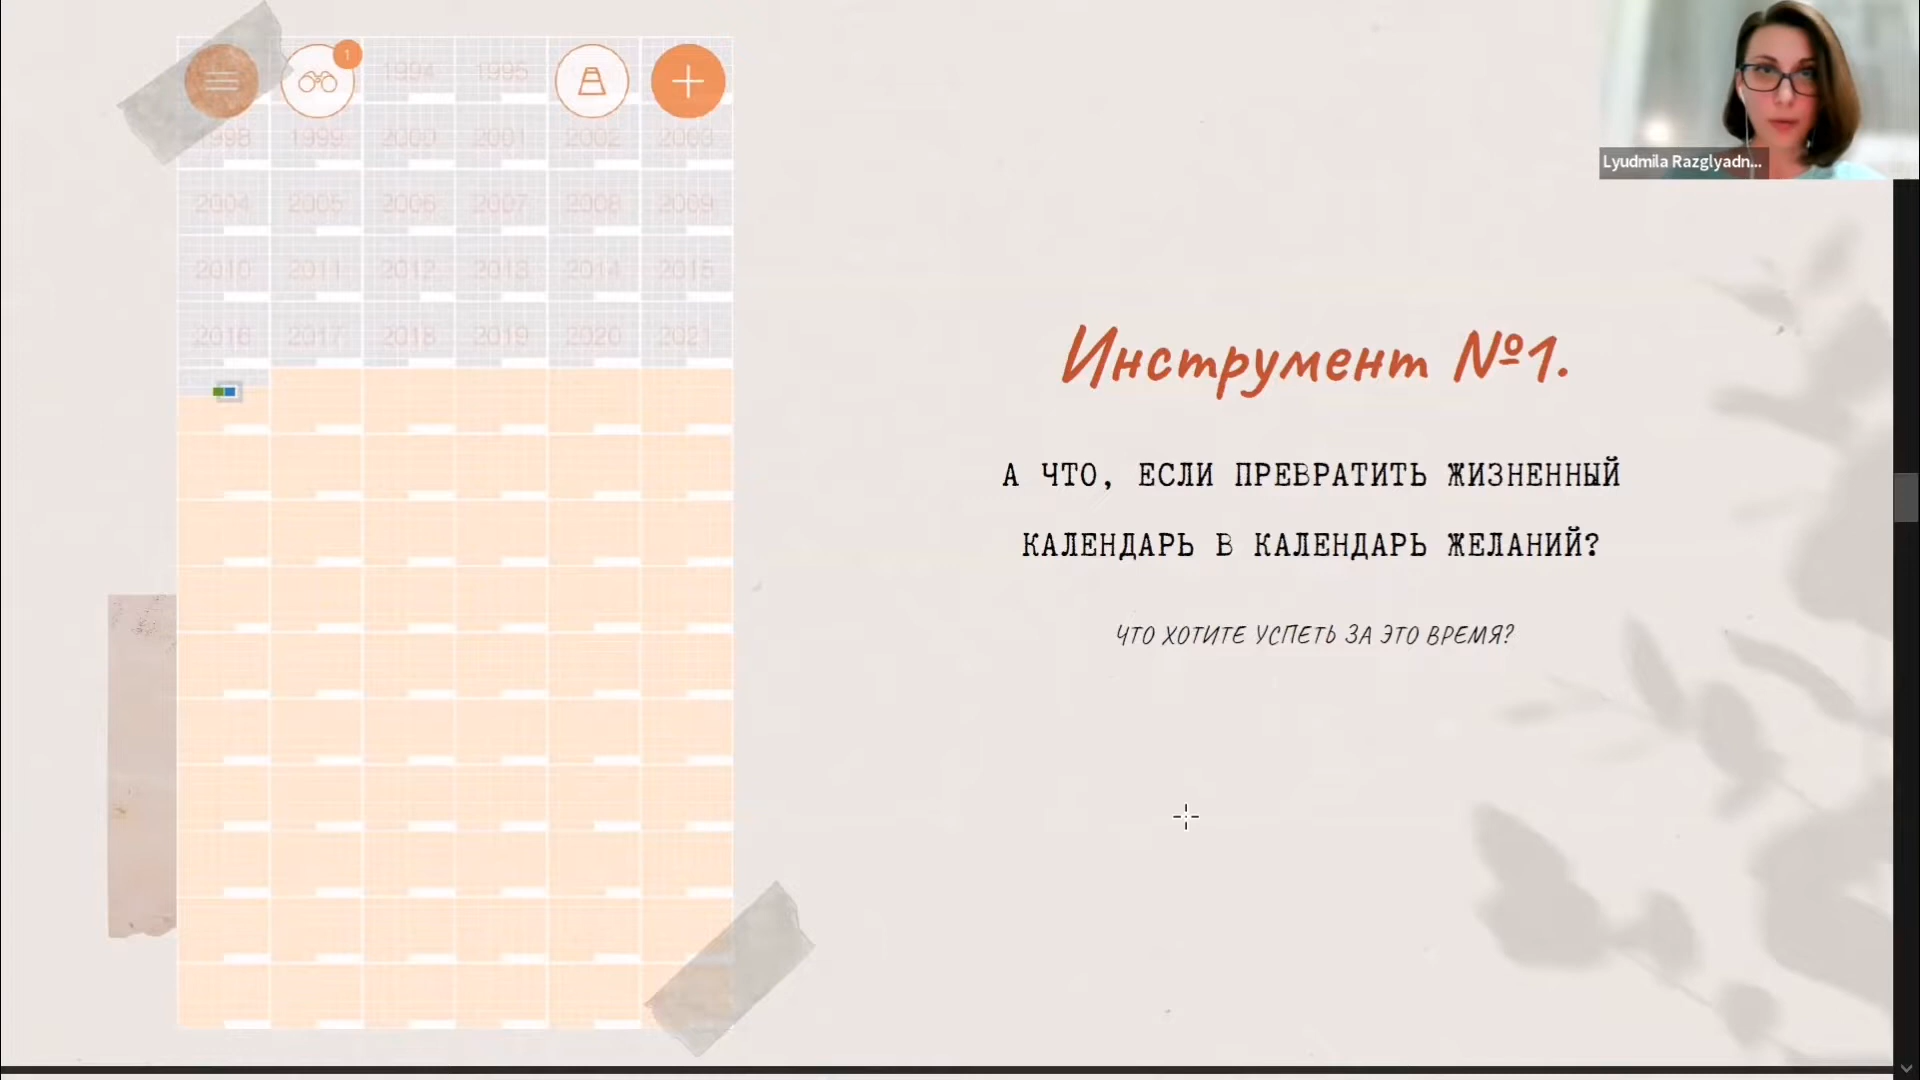 1
1994 1995
1999 2000 2001 2002 2003
2004 2005 2006 2007 2008 2009
2010 2011 2012 2013 2014 2015
2016 2017 2018 2019 2020 2021
Lyudmila Razglyadn...
Инструмент №1.
А ЧТО, ЕСЛИ ПРЕВРАТИТЬ ЖИЗНЕННЫЙ
КАЛЕНДАРЬ В КАЛЕНДАРЬ ЖЕЛАНИЙ?
ЧТО ХОТИТЕ УСПЕТЬ ЗА ЭТО ВРЕМЯ?